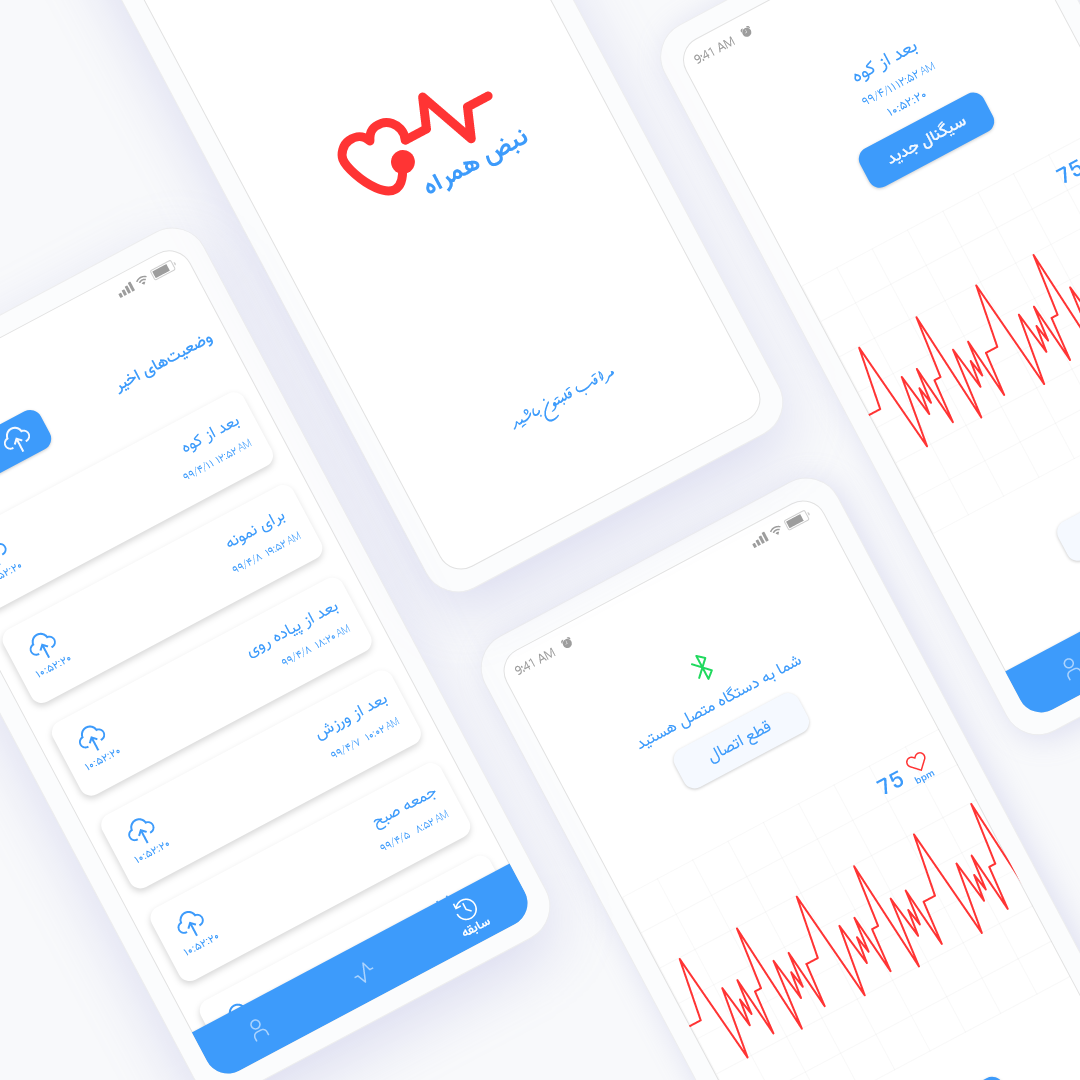 نبض همراه
مراقب قلبتون باشید
9:41 AM
بعد از کوه
۹۹/۴/۱۱ ۱۲:۵۲ AM
۱۰:۵۲:۲۰
سیگنال جدید
75
وضعیت‌های اخیر
بعد از کوه
۹۹/۴/۱۱ ۱۲:۵۲ AM
برای نمونه
۹۹/۴/۸ ۱۹:۵۲ AM
۱۰:۵۲:۲۰
بعد از پیاده روی
۹۹/۴/۸ ۱۸:۲۰ AM
۱۰:۵۲:۲۰
بعد از ورزش
۹۹/۴/۷ ۱۰:۰۲ AM
۱۰:۵۲:۲۰
جمعه صبح
۹۹/۴/۵ ۸:۵۲ AM
۱۰:۵۲:۲۰
سابقه
9:41 AM
شما به دستگاه متصل هستید
قطع اتصال
75
bpm